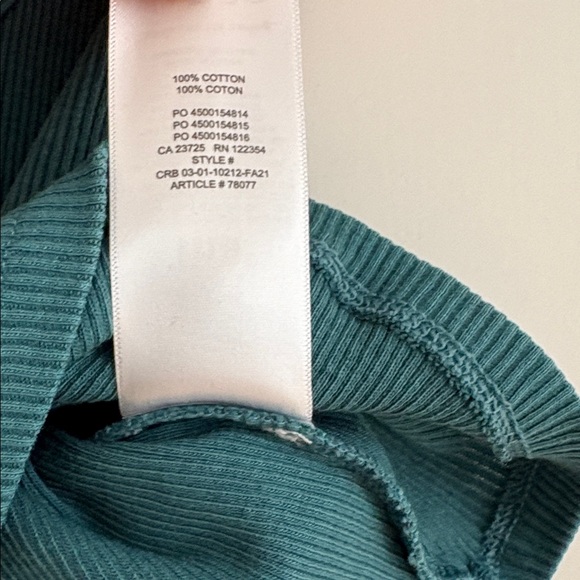 100% COTTON
100% COTON
PO 4500154814
PO 4500154815
PO 4500154816
CA 23725 RN 122354
STYLE #
CRB 03-01-10212-FA21
ARTICLE # 78077